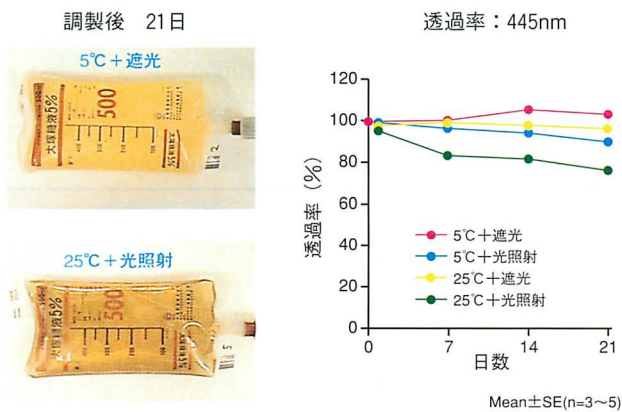 調製後 21日
5℃+遮光
大塚糖液5%
500
25℃+光照射
大塚糖液5%
500
透過率:445nm
透過率(%)
120
100
80
60
40
20
0
5℃+遮光
5℃+光照射
25℃+遮光
25℃+光照射
0 7 14 21
日数
Mean±SE(n=3~5)